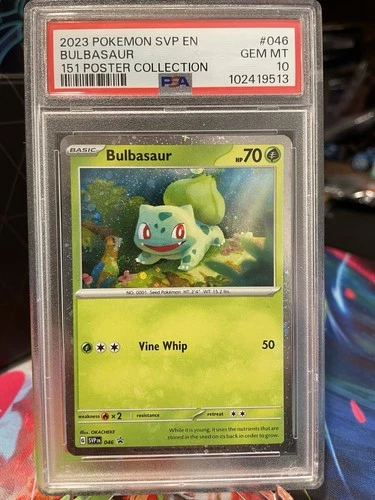 2023 POKEMON SVP EN #046
BULBASAUR GEM MT
151 POSTER COLLECTION 10
PSA 102419513
BASIC Bulbasaur HP 70
NO. 0001 Seed Pokémon HT: 2'4" WT: 15.2 lbs.
Vine Whip 50
weakness ×2 resistance retreat
Illus. OKACHEKE
While it is young, it uses the nutrients that are
stored in the seed on its back in order to grow.
G SVP EN 046